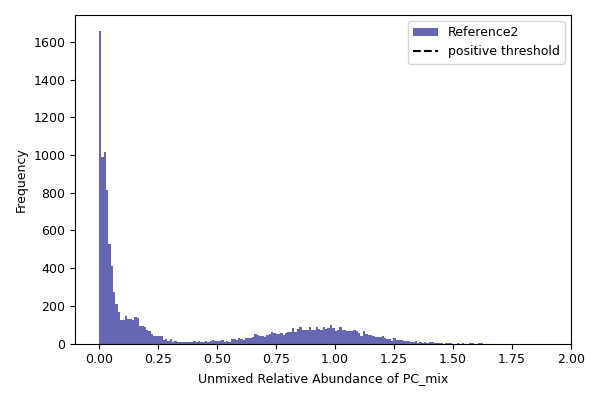 Reference2
positive threshold
1600
1400
1200
1000
800
600
400
200
0
Frequency
0.00 0.25 0.50 0.75 1.00 1.25 1.50 1.75 2.00
Unmixed Relative Abundance of PC_mix